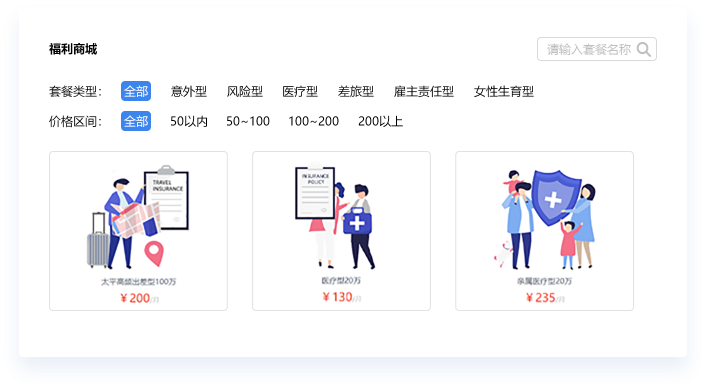 福利商城
请输入套餐名称
套餐类型： 全部 意外型 风险型 医疗型 差旅型 雇主责任型 女性生育型
价格区间： 全部 50以内 50~100 100~200 200以上
TRAVEL
INSURANCE
INSURANCE
POLICY
太平高频出差型100万
¥ 200/月
医疗型20万
¥ 130/月
亲属医疗型20万
¥ 235/月